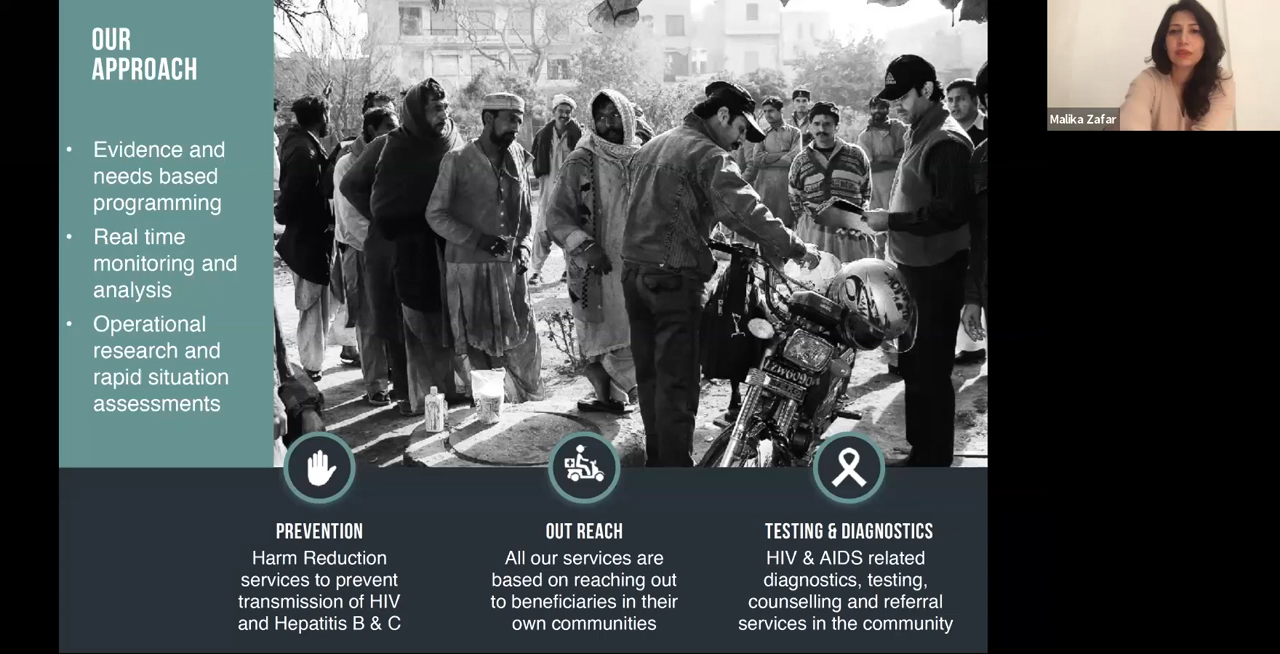 OUR
APPROACH
• Evidence and
needs based
programming
• Real time
monitoring and
analysis
• Operational
research and
rapid situation
assessments
PREVENTION
Harm Reduction
services to prevent
transmission of HIV
and Hepatitis B & C
OUT REACH
All our services are
based on reaching out
to beneficiaries in their
own communities
TESTING & DIAGNOSTICS
HIV & AIDS related
diagnostics, testing,
counselling and referral
services in the community
Malika Zafar